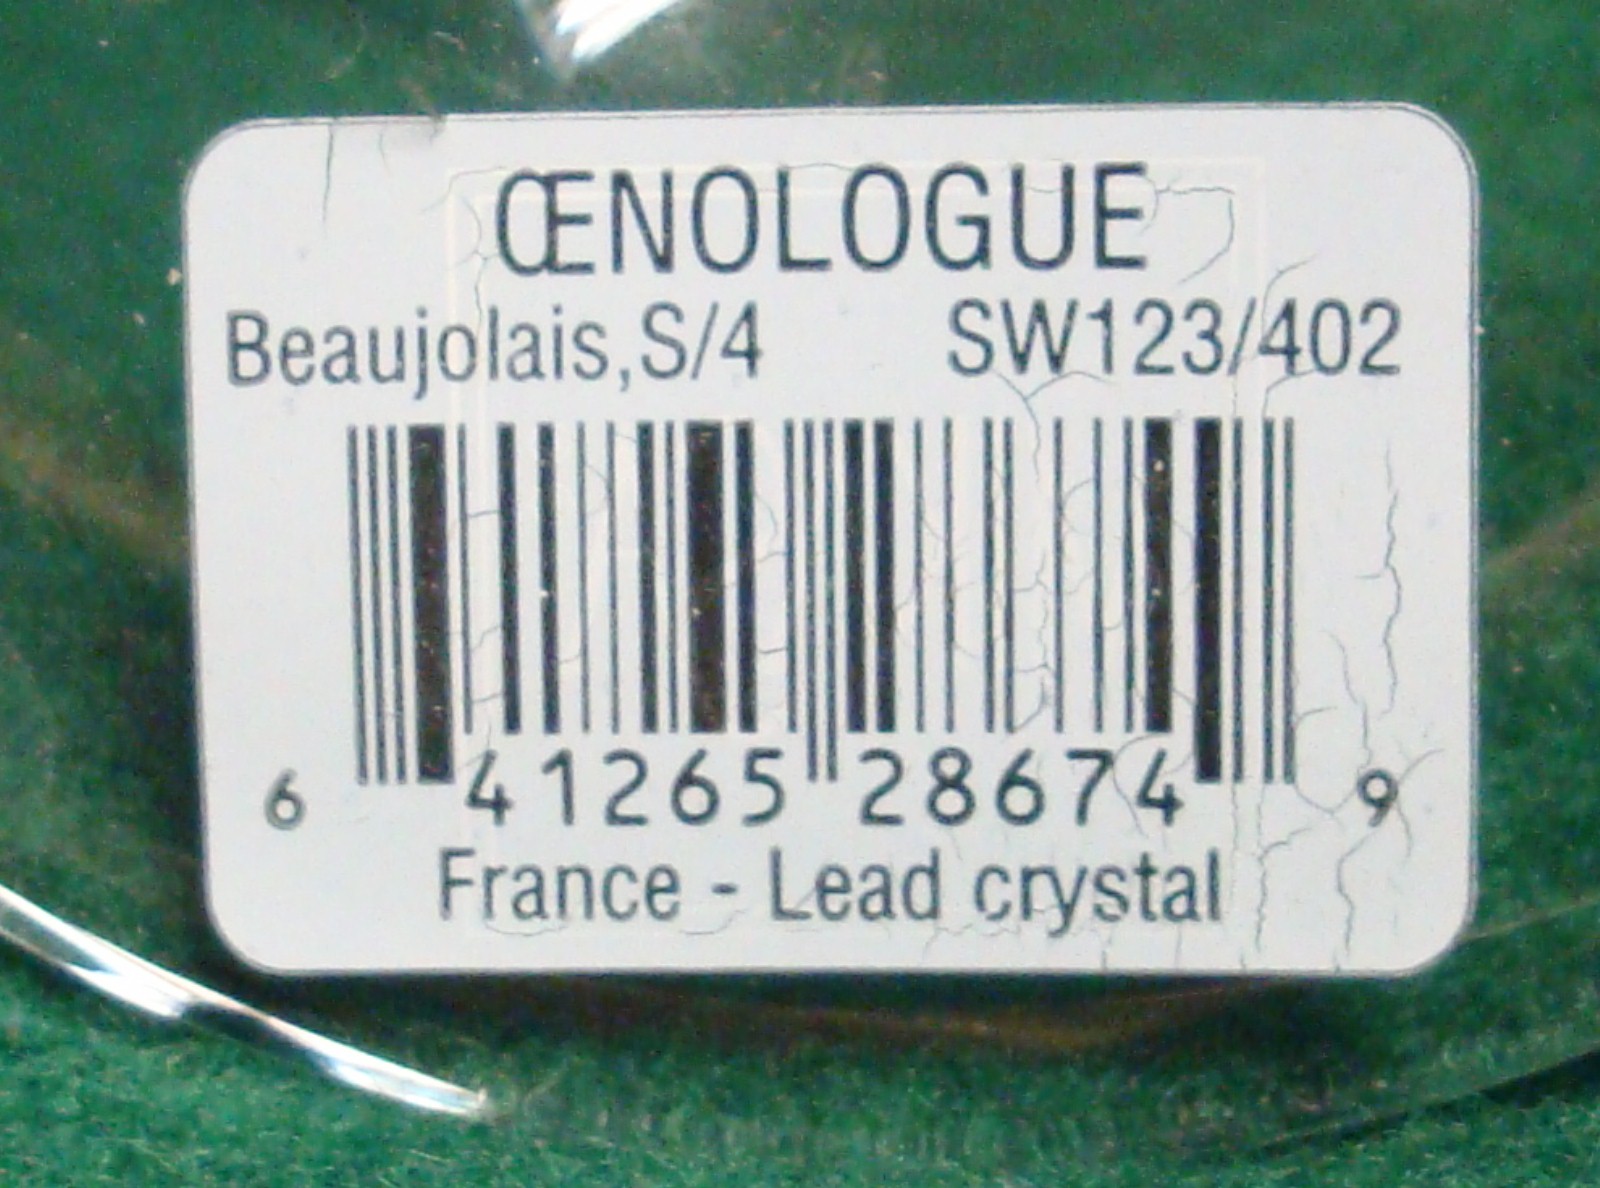 ŒNOLOGUE
Beaujolais,S/4 SW123/402
6 41265 28674 9
France - Lead crystal